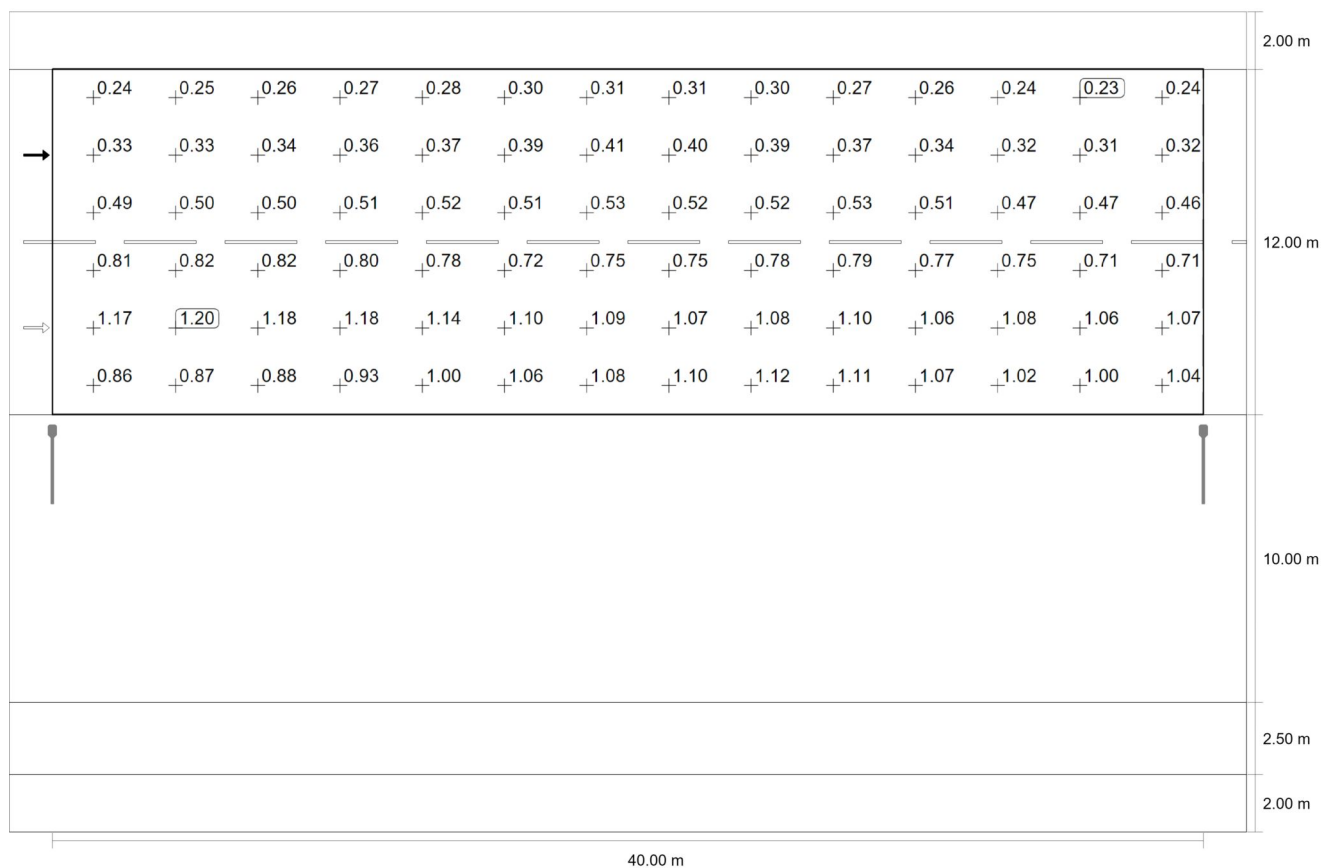 2.00 m
0.24 0.25 0.26 0.27 0.28 0.30 0.31 0.31 0.30 0.27 0.26 0.24 0.23 0.24
0.33 0.33 0.34 0.36 0.37 0.39 0.41 0.40 0.39 0.37 0.34 0.32 0.31 0.32
0.49 0.50 0.50 0.51 0.52 0.51 0.53 0.52 0.52 0.53 0.51 0.47 0.47 0.46
12.00 m
0.81 0.82 0.82 0.80 0.78 0.72 0.75 0.75 0.78 0.79 0.77 0.75 0.71 0.71
1.17 1.20 1.18 1.18 1.14 1.10 1.09 1.07 1.08 1.10 1.06 1.08 1.06 1.07
0.86 0.87 0.88 0.93 1.00 1.06 1.08 1.10 1.12 1.11 1.07 1.02 1.00 1.04
10.00 m
2.50 m
2.00 m
40.00 m